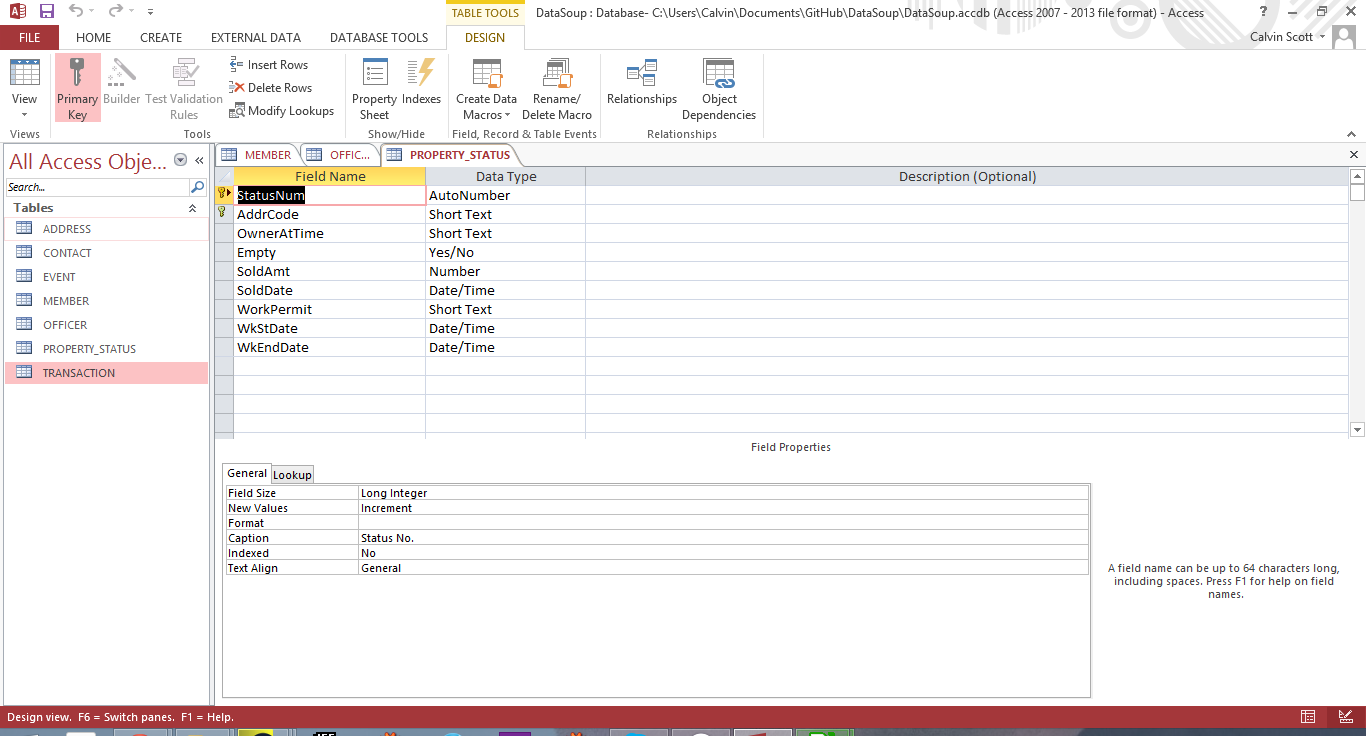 TABLE TOOLS
DataSoup : Database- C:\Users\Calvin\Documents\GitHub\DataSoup\DataSoup.accdb (Access 2007 - 2013 file format) - Access
FILE HOME CREATE EXTERNAL DATA DATABASE TOOLS DESIGN Calvin Scott
View
Primary Key
Builder
Test Validation Rules
Insert Rows
Delete Rows
Modify Lookups
Property Sheet
Indexes
Create Data Macros
Rename/ Delete Macro
Relationships
Object Dependencies
Views Tools Show/Hide Field, Record & Table Events Relationships
All Access Obje...
Search...
Tables
ADDRESS
CONTACT
EVENT
MEMBER
OFFICER
PROPERTY_STATUS
TRANSACTION
MEMBER OFFIC... PROPERTY_STATUS
Field Name Data Type Description (Optional)
StatusNum AutoNumber
AddrCode Short Text
OwnerAtTime Short Text
Empty Yes/No
SoldAmt Number
SoldDate Date/Time
WorkPermit Short Text
WkStDate Date/Time
WkEndDate Date/Time
Field Properties
General Lookup
Field Size Long Integer
New Values Increment
Format
Caption Status No.
Indexed No
Text Align General
A field name can be up to 64 characters long,
including spaces. Press F1 for help on field
names.
Design view. F6 = Switch panes. F1 = Help.